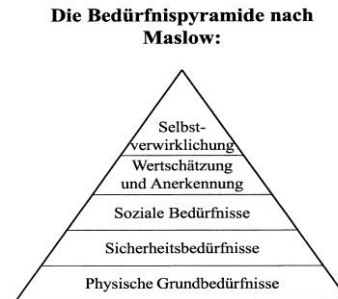 Die Bedürfnispyramide nach
Maslow:
Selbst-
verwirklichung
Wertschätzung
und Anerkennung
Soziale Bedürfnisse
Sicherheitsbedürfnisse
Physische Grundbedürfnisse